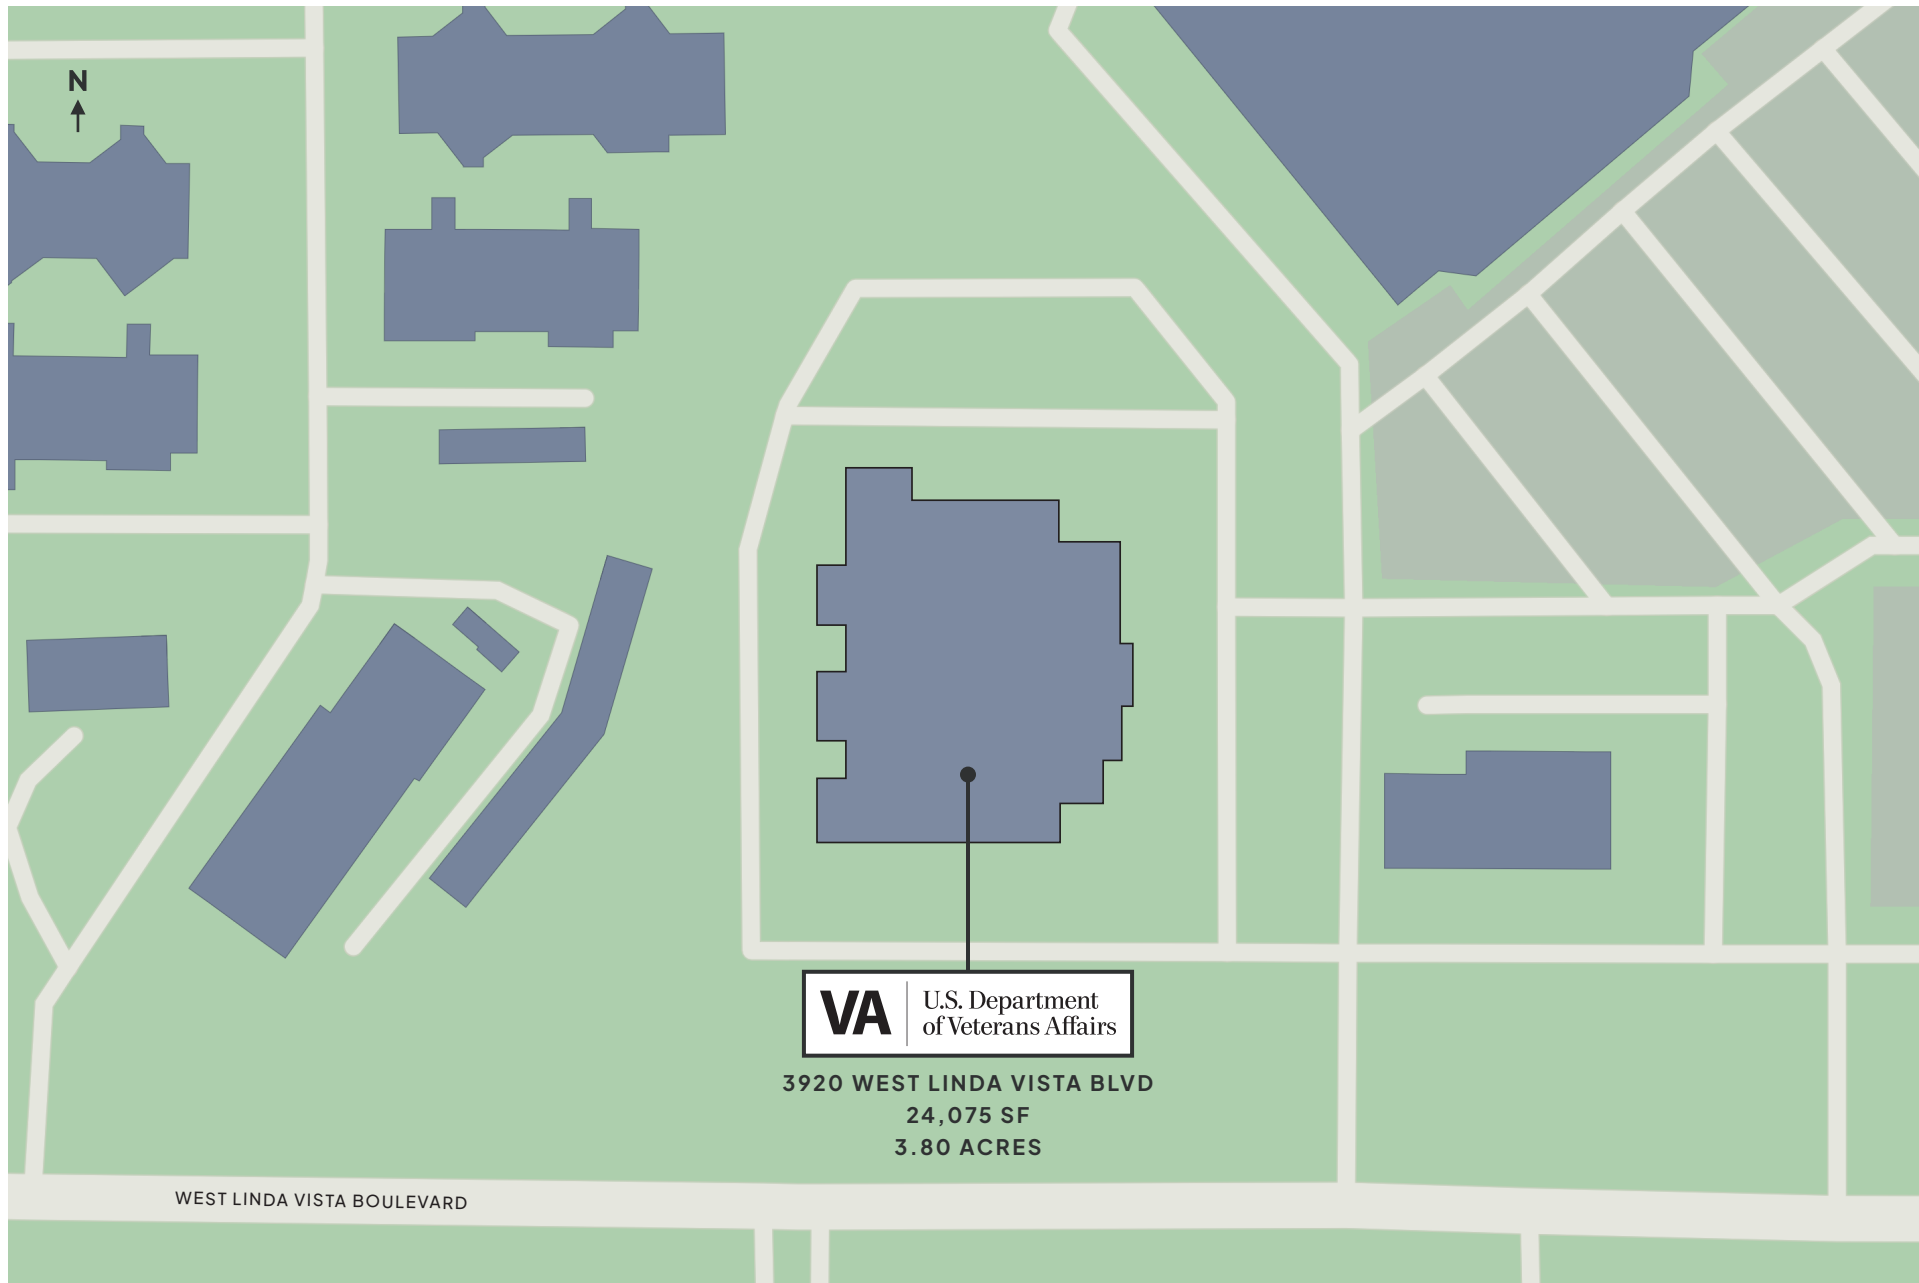 N
VA
U.S. Department
of Veterans Affairs
3920 WEST LINDA VISTA BLVD
24,075 SF
3.80 ACRES
WEST LINDA VISTA BOULEVARD